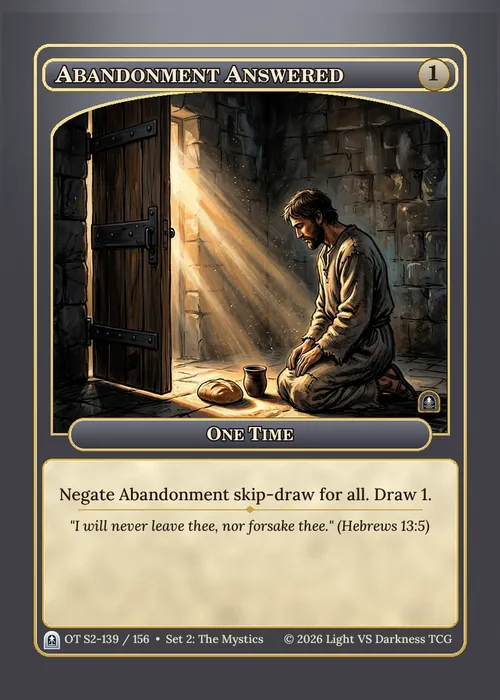 Abandonment Answered 1
One Time
Negate Abandonment skip-draw for all. Draw 1.
"I will never leave thee, nor forsake thee." (Hebrews 13:5)
OT S2-139 / 156 • Set 2: The Mystics © 2026 Light VS Darkness TCG